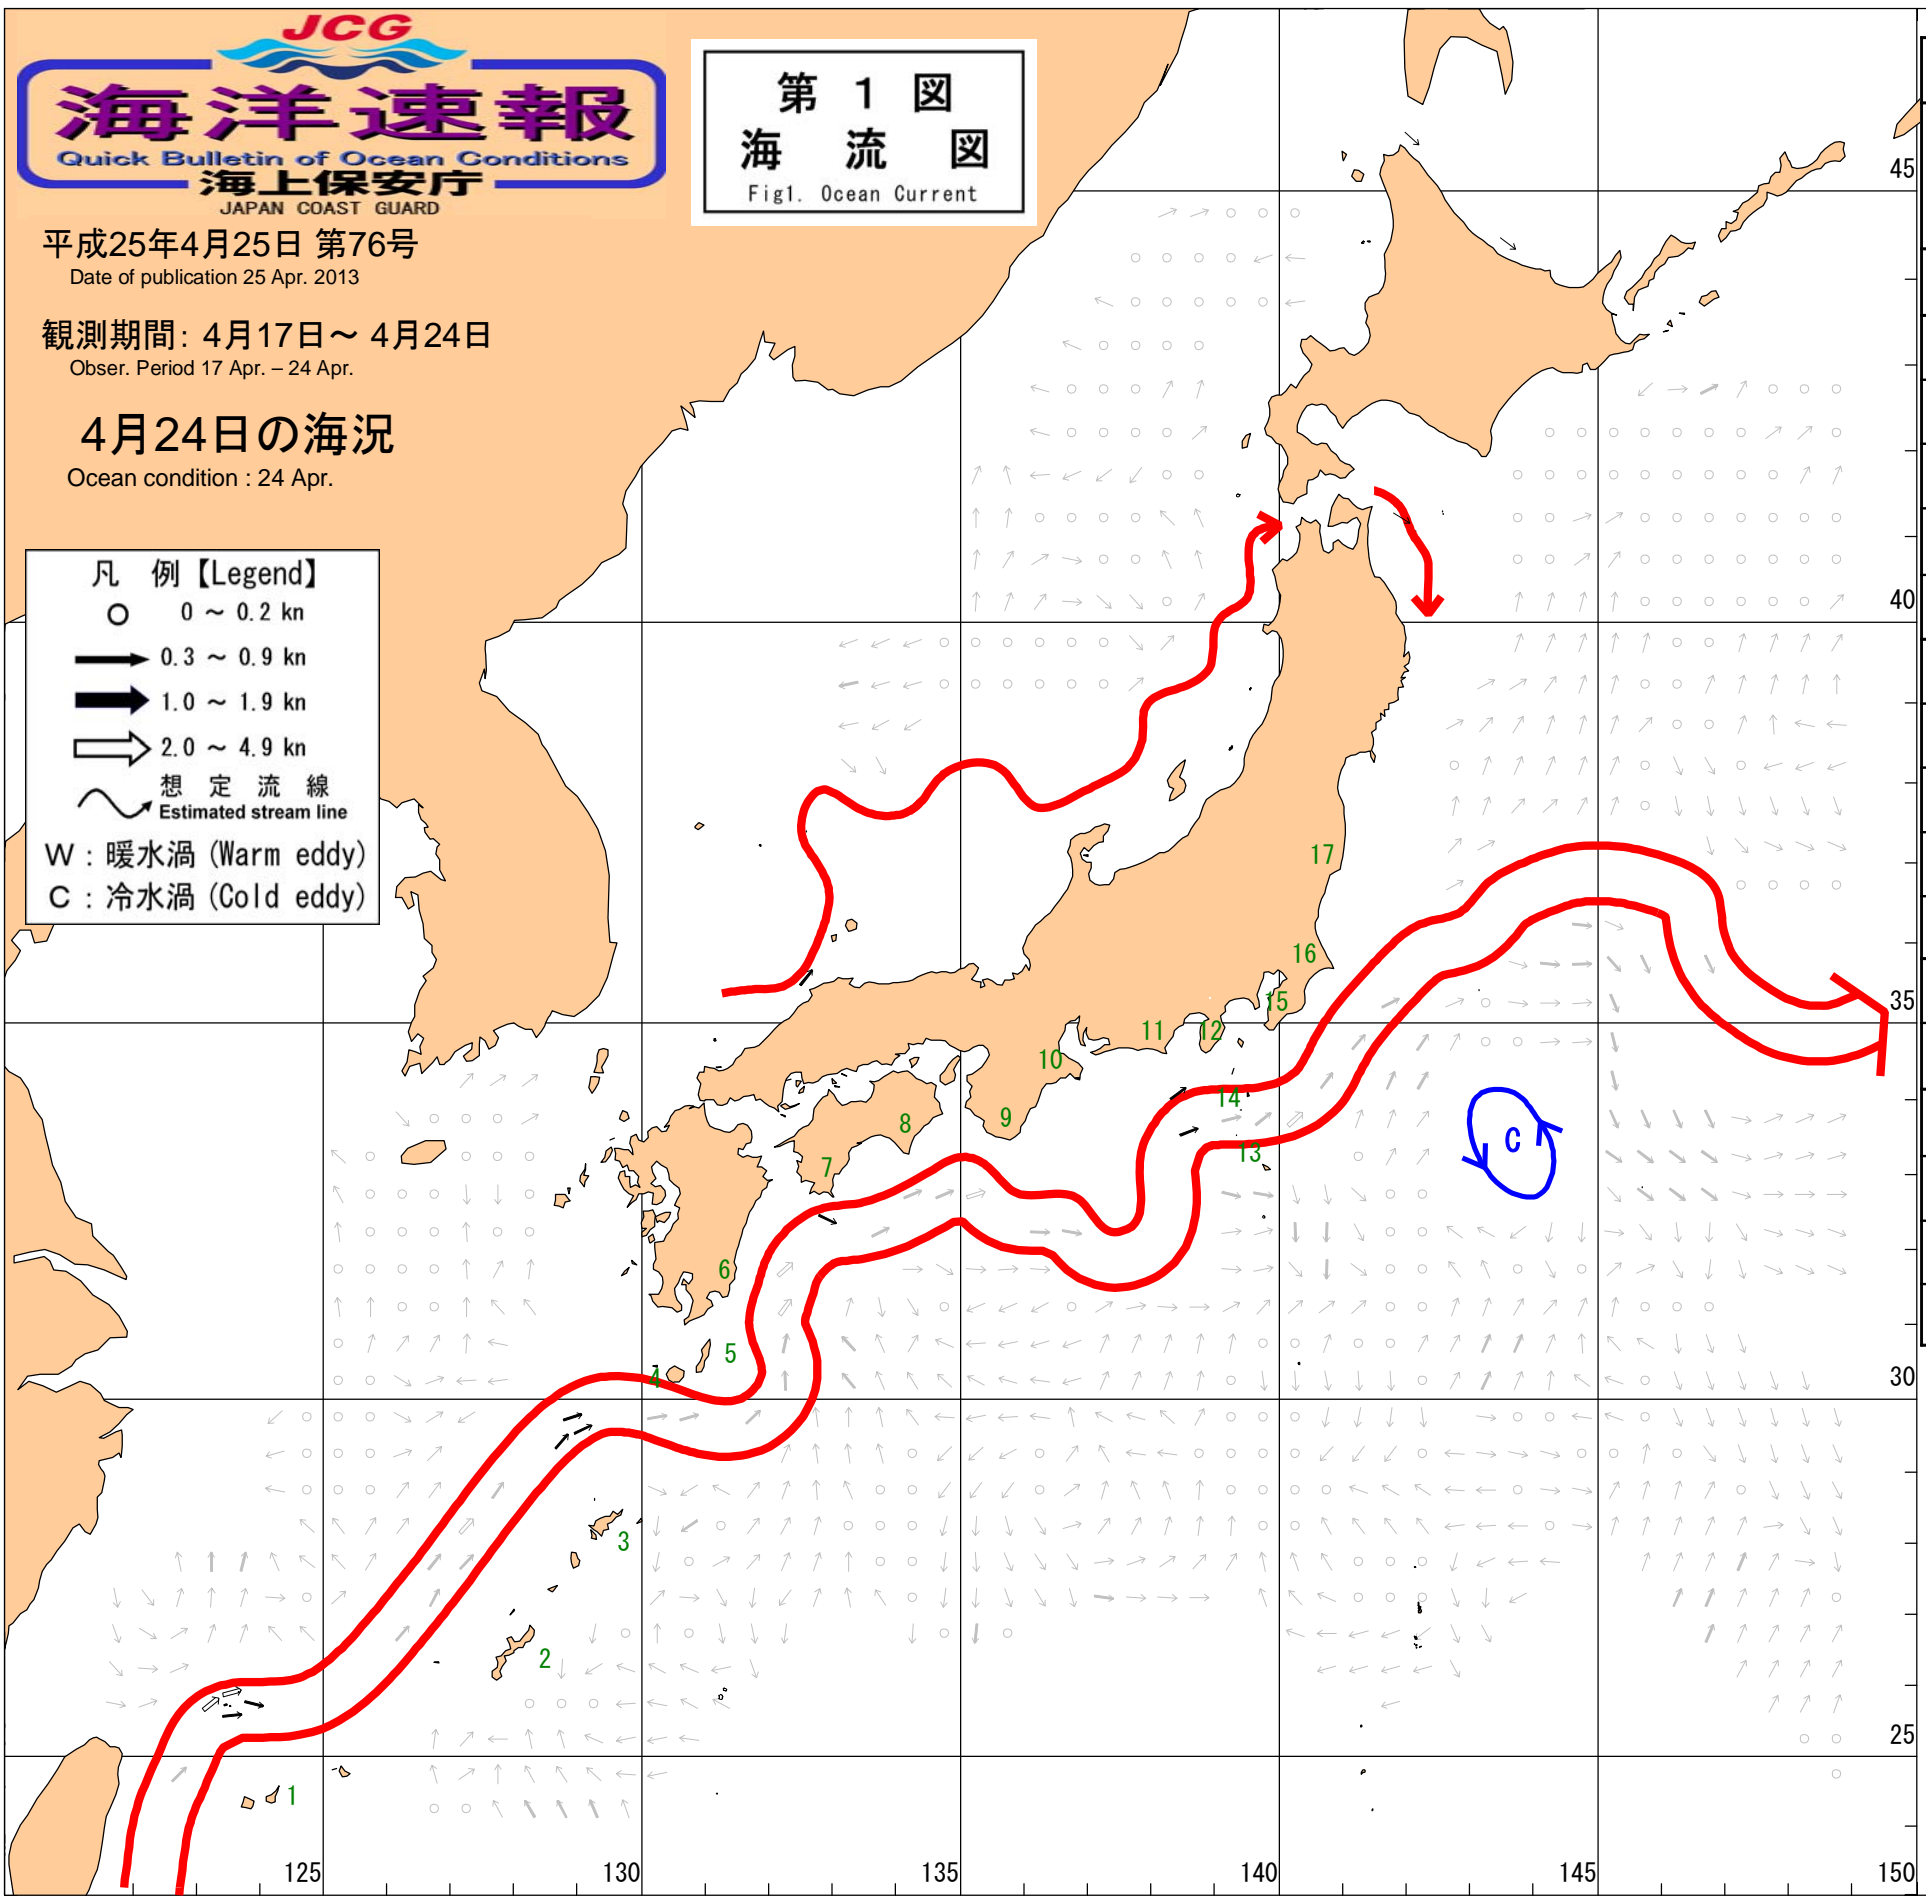 JCG
海洋速報
Quick Bulletin of Ocean Conditions
海上保安庁
JAPAN COAST GUARD
第 1 図
海 流 図
Fig1. Ocean Current
平成25年4月25日 第76号
Date of publication 25 Apr. 2013
観測期間: 4月17日～ 4月24日
Obser. Period 17 Apr. – 24 Apr.
4月24日の海況
Ocean condition : 24 Apr.
凡 例【Legend】
0 ～ 0.2 kn
0.3 ～ 0.9 kn
1.0 ～ 1.9 kn
2.0 ～ 4.9 kn
想 定 流 線
Estimated stream line
W : 暖水渦 (Warm eddy)
C : 冷水渦 (Cold eddy)
45
40
17
16
35
15
12
11
10
14
9
8
C
13
7
6
5
4
30
3
2
25
1
125
130
135
140
145
150